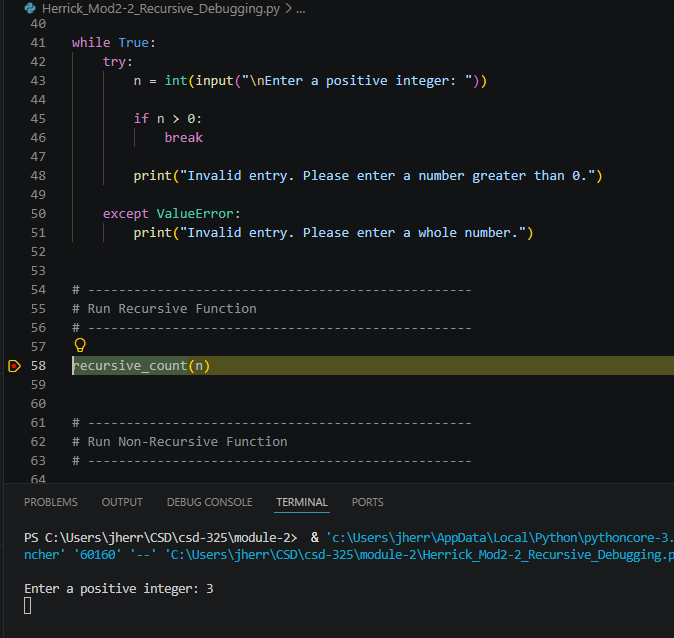 Herrick_Mod2-2_Recursive_Debugging.py > ...
40
41 while True:
42     try:
43         n = int(input("\nEnter a positive integer: "))
44
45         if n > 0:
46             break
47
48         print("Invalid entry. Please enter a number greater than 0.")
49
50     except ValueError:
51         print("Invalid entry. Please enter a whole number.")
52
53
54 # --------------------------------------------------
55 # Run Recursive Function
56 # --------------------------------------------------
57
58 recursive_count(n)
59
60
61 # --------------------------------------------------
62 # Run Non-Recursive Function
63 # --------------------------------------------------
64
PROBLEMS OUTPUT DEBUG CONSOLE TERMINAL PORTS
PS C:\Users\jherr\CSD\csd-325\module-2>  & 'c:\Users\jherr\AppData\Local\Python\pythoncore-3.
ncher' '60160' '--' 'C:\Users\jherr\CSD\csd-325\module-2\Herrick_Mod2-2_Recursive_Debugging.p
Enter a positive integer: 3